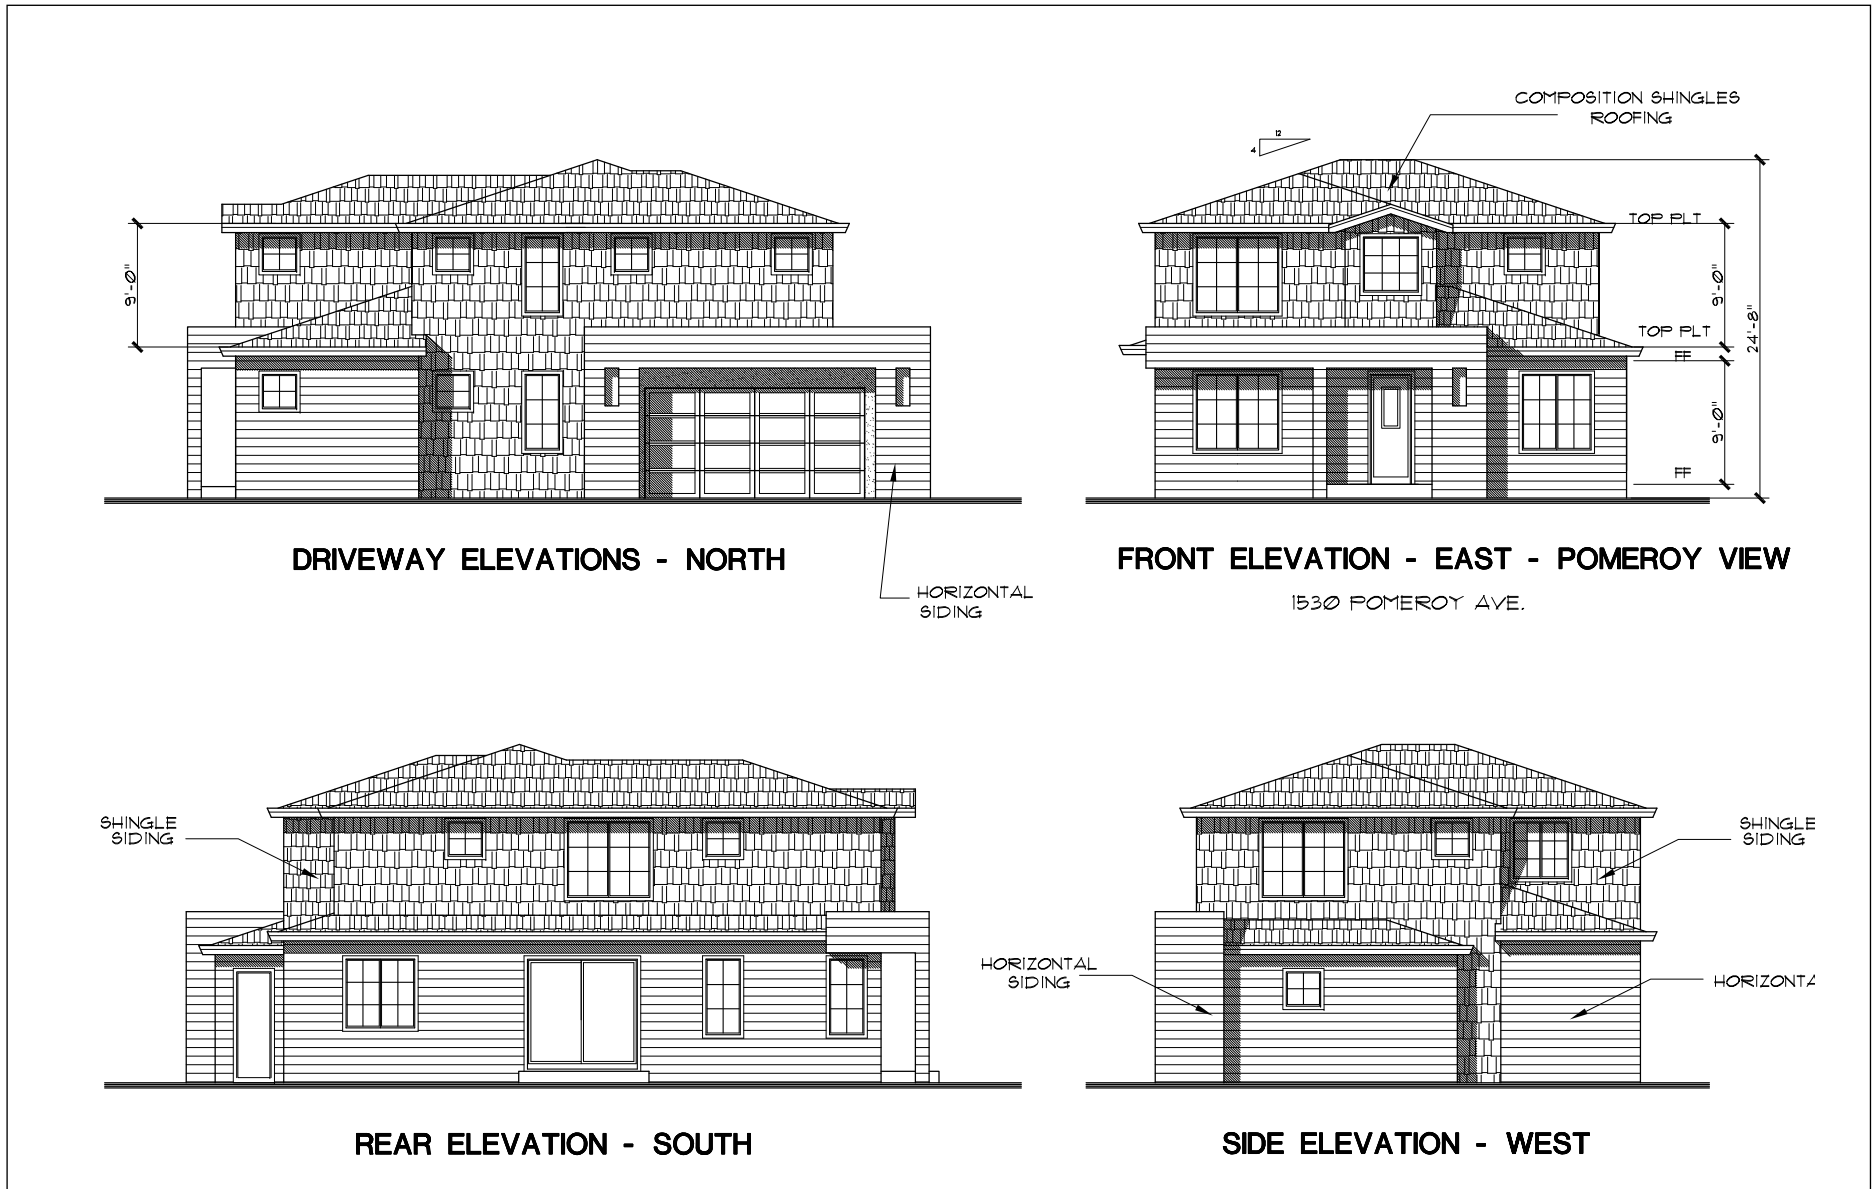 COMPOSITION SHINGLES
ROOFING
12
4
TOP PLT
9'-0"
9'-0"
24'-8"
TOP PLT
FF
9'-0"
FF
DRIVEWAY ELEVATIONS - NORTH
FRONT ELEVATION - EAST - POMEROY VIEW
HORIZONTAL
SIDING
1530 POMEROY AVE.
SHINGLE
SIDING
SHINGLE
SIDING
HORIZONTAL
SIDING
HORIZONTA
REAR ELEVATION - SOUTH
SIDE ELEVATION - WEST